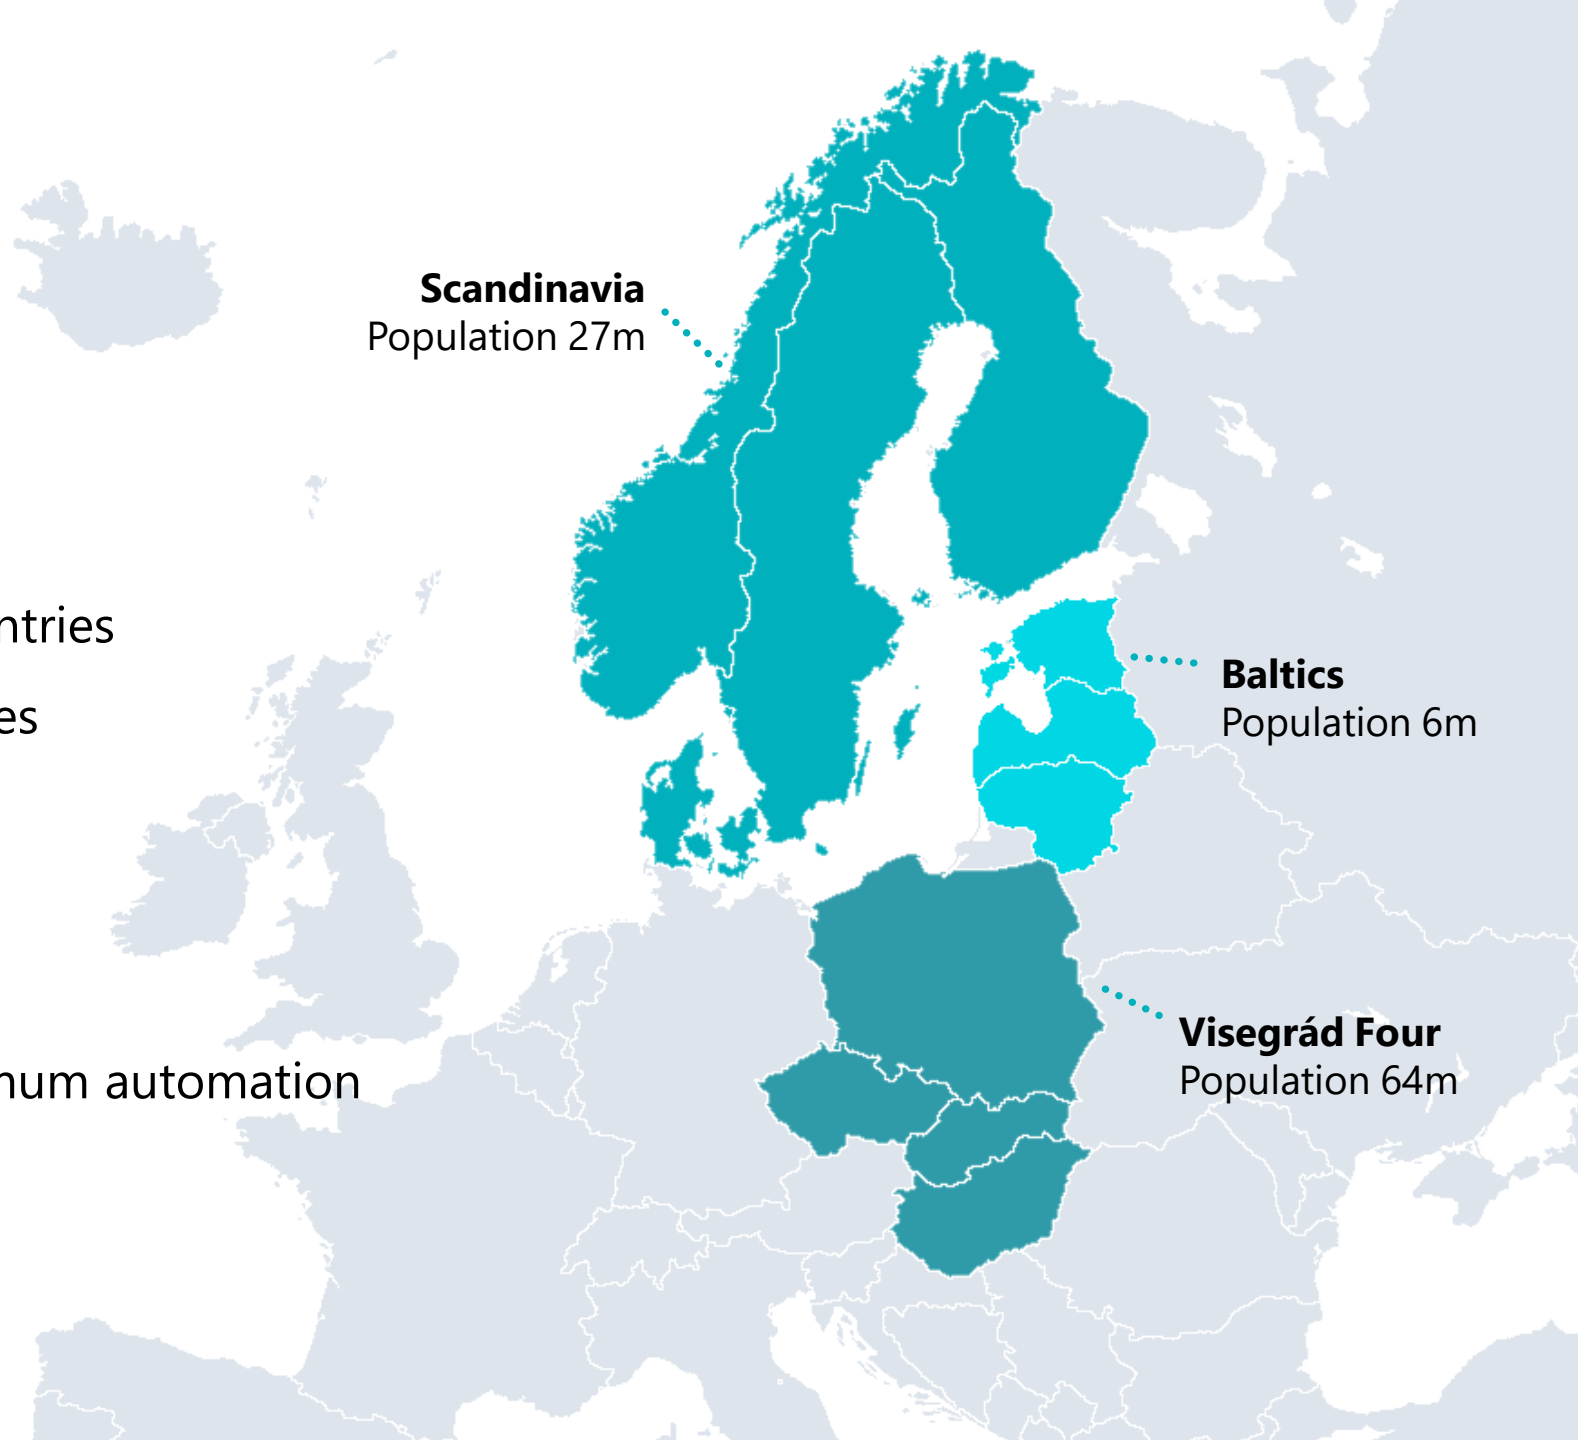 Scandinavia
Population 27m
ntries
es
Baltics
Population 6m
Visegrád Four
Population 64m
num automation